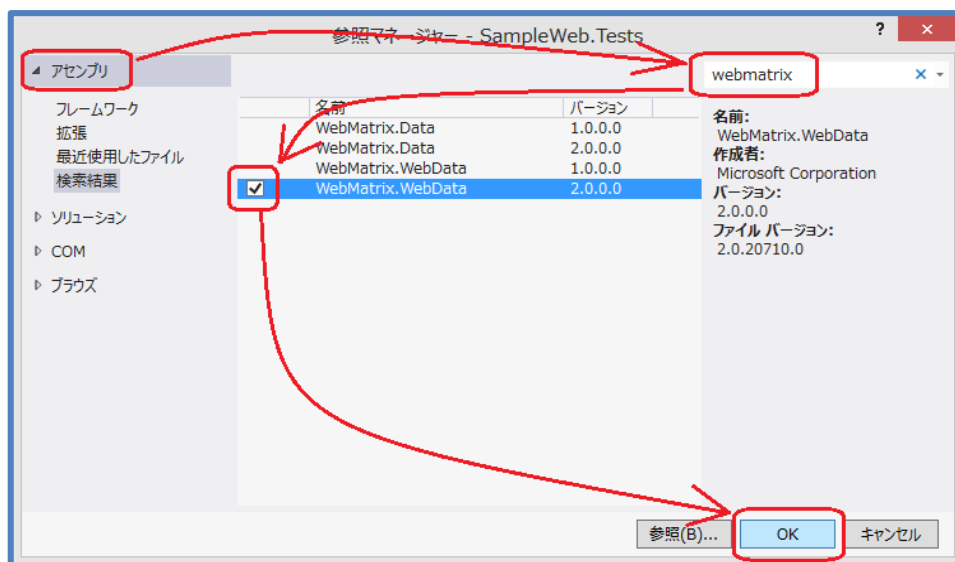 参照マネージャー - SampleWeb.Tests
?
×
アセンブリ
フレームワーク
拡張
最近使用したファイル
検索結果
ソリューション
COM
ブラウズ
名前 バージョン
WebMatrix.Data 1.0.0.0
WebMatrix.Data 2.0.0.0
WebMatrix.WebData 1.0.0.0
WebMatrix.WebData 2.0.0.0
webmatrix
名前:
WebMatrix.WebData
作成者:
Microsoft Corporation
バージョン:
2.0.0.0
ファイル バージョン:
2.0.20710.0
参照(B)... OK キャンセル